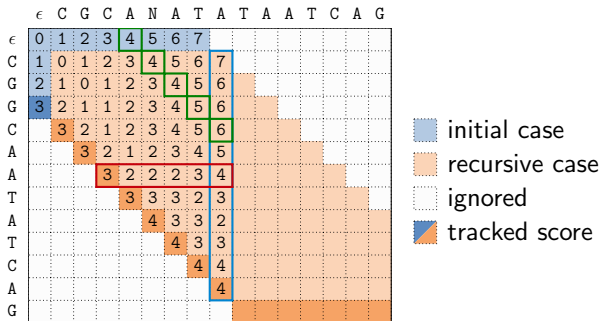 ϵ C G C A N A T A T A A T C A G
ϵ 0 1 2 3 4 5 6 7
C 1 0 1 2 3 4 5 6 7
G 2 1 0 1 2 3 4 5 6
G 3 2 1 1 2 3 4 5 6
C 3 2 1 2 3 4 5 6
A 3 2 1 2 3 4 5
A 3 2 2 2 3 4
T 3 3 3 2 3
A 4 3 3 2
T 4 3 3
C 4 4
A 4
G
initial case
recursive case
ignored
tracked score